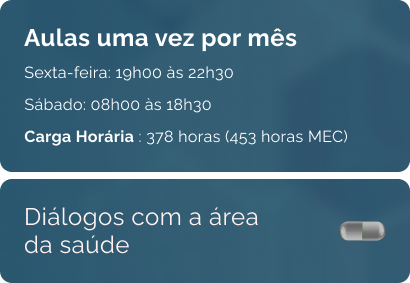 Aulas uma vez por mês
Sexta-feira: 19h00 às 22h30
Sábado: 08h00 às 18h30
Carga Horária : 378 horas (453 horas MEC)
Diálogos com a área
da saúde